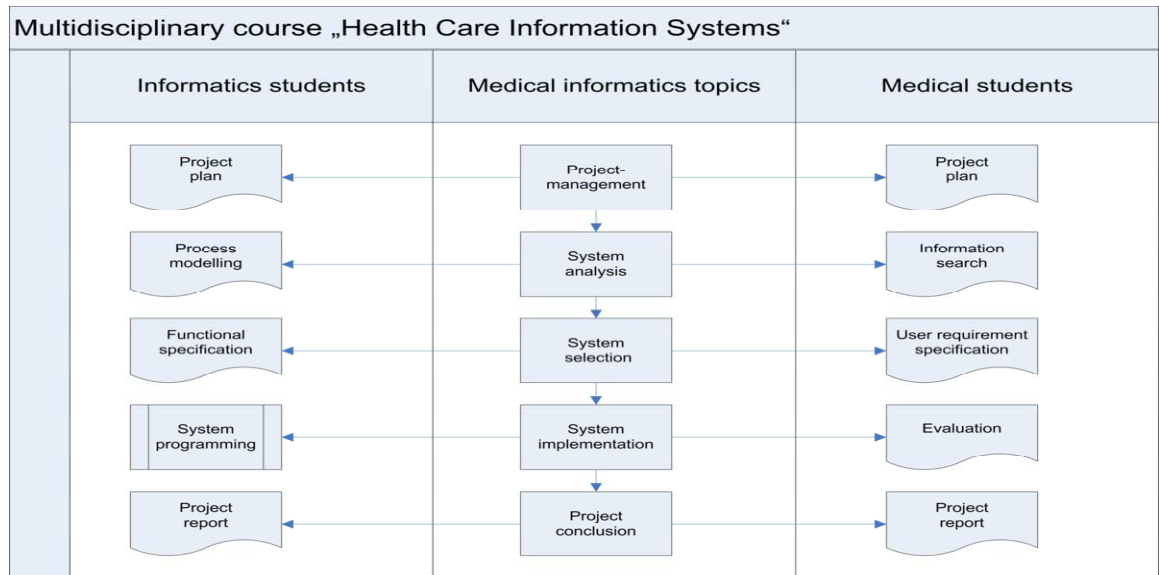 Multidisciplinary course „Health Care Information Systems“
Informatics students
Medical informatics topics
Medical students
Project
plan
Project-
management
Project
plan
Process
modelling
System
analysis
Information
search
Functional
specification
System
selection
User requirement
specification
System
programming
System
implementation
Evaluation
Project
report
Project
conclusion
Project
report